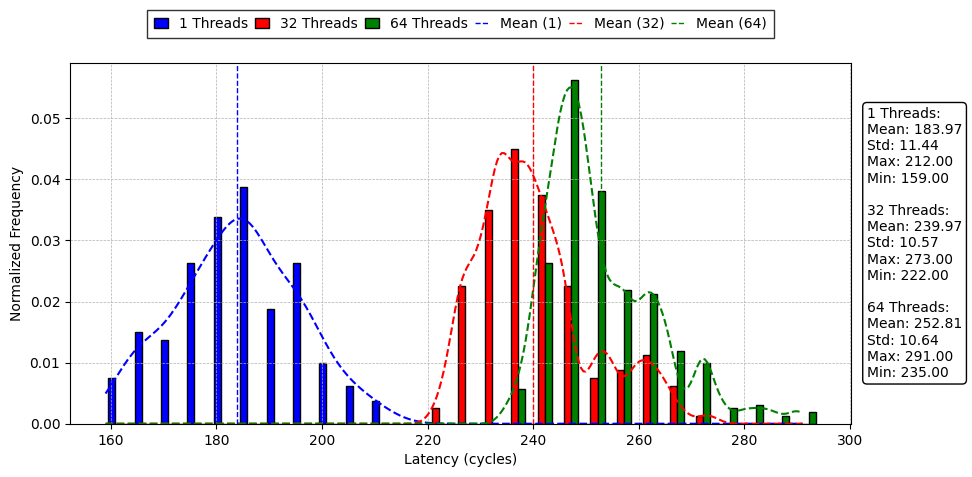 1 Threads 32 Threads 64 Threads Mean (1) Mean (32) Mean (64)
Normalized Frequency
0.05
0.04
0.03
0.02
0.01
0.00
160 180 200 220 240 260 280 300
Latency (cycles)
1 Threads:
Mean: 183.97
Std: 11.44
Max: 212.00
Min: 159.00
32 Threads:
Mean: 239.97
Std: 10.57
Max: 273.00
Min: 222.00
64 Threads:
Mean: 252.81
Std: 10.64
Max: 291.00
Min: 235.00